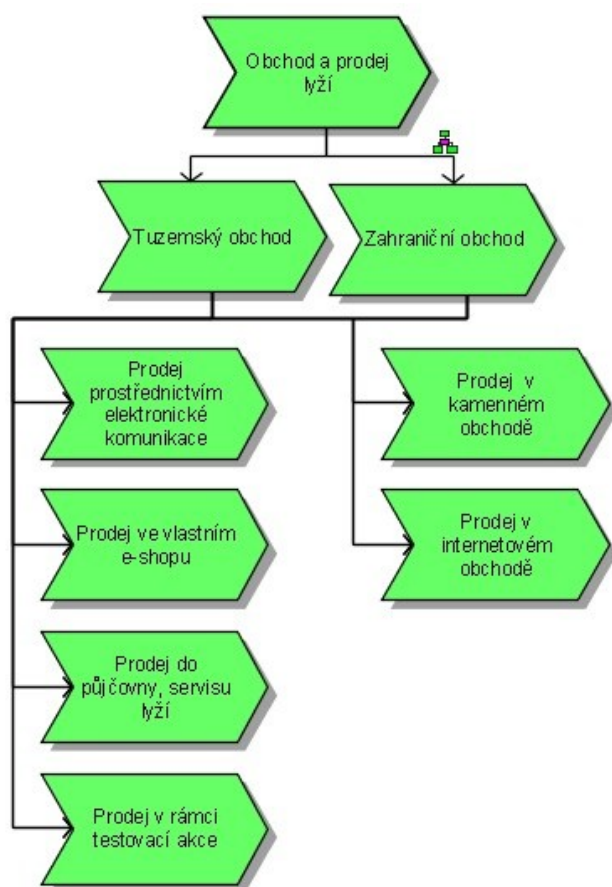 Obchod a prodej
lyží
Tuzemský obchod
Zahraniční obchod
Prodej
prostřednictvím
elektronické
komunikace
Prodej v
kamenném
obchodě
Prodej ve vlastním
e-shopu
Prodej v
internetovém
obchodě
Prodej do
půjčovny, servisu
lyží
Prodej v rámci
testovací akce